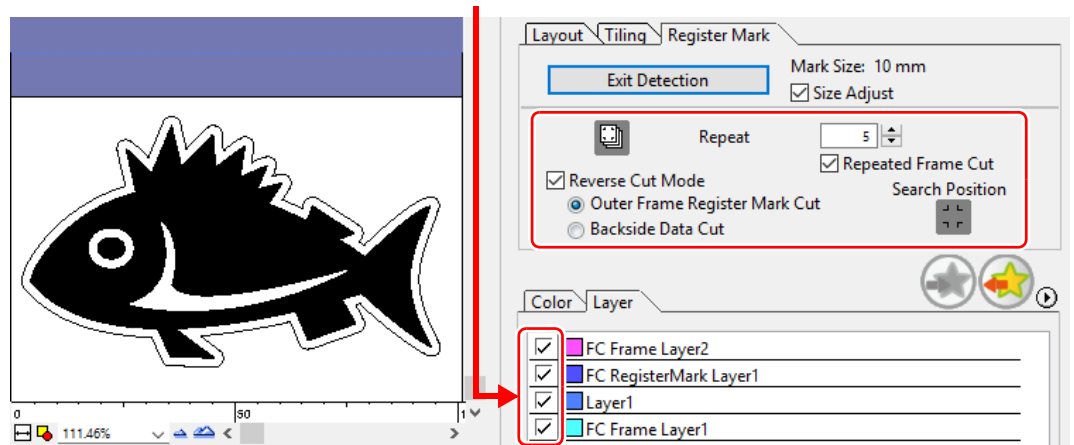 Layout Tiling Register Mark
Exit Detection
Mark Size: 10 mm
Size Adjust
Repeat 5
Repeated Frame Cut
Reverse Cut Mode
Search Position
Outer Frame Register Mark Cut
Backside Data Cut
Color Layer
FC Frame Layer2
FC RegisterMark Layer1
Layer1
FC Frame Layer1
0 50 1
111.46%